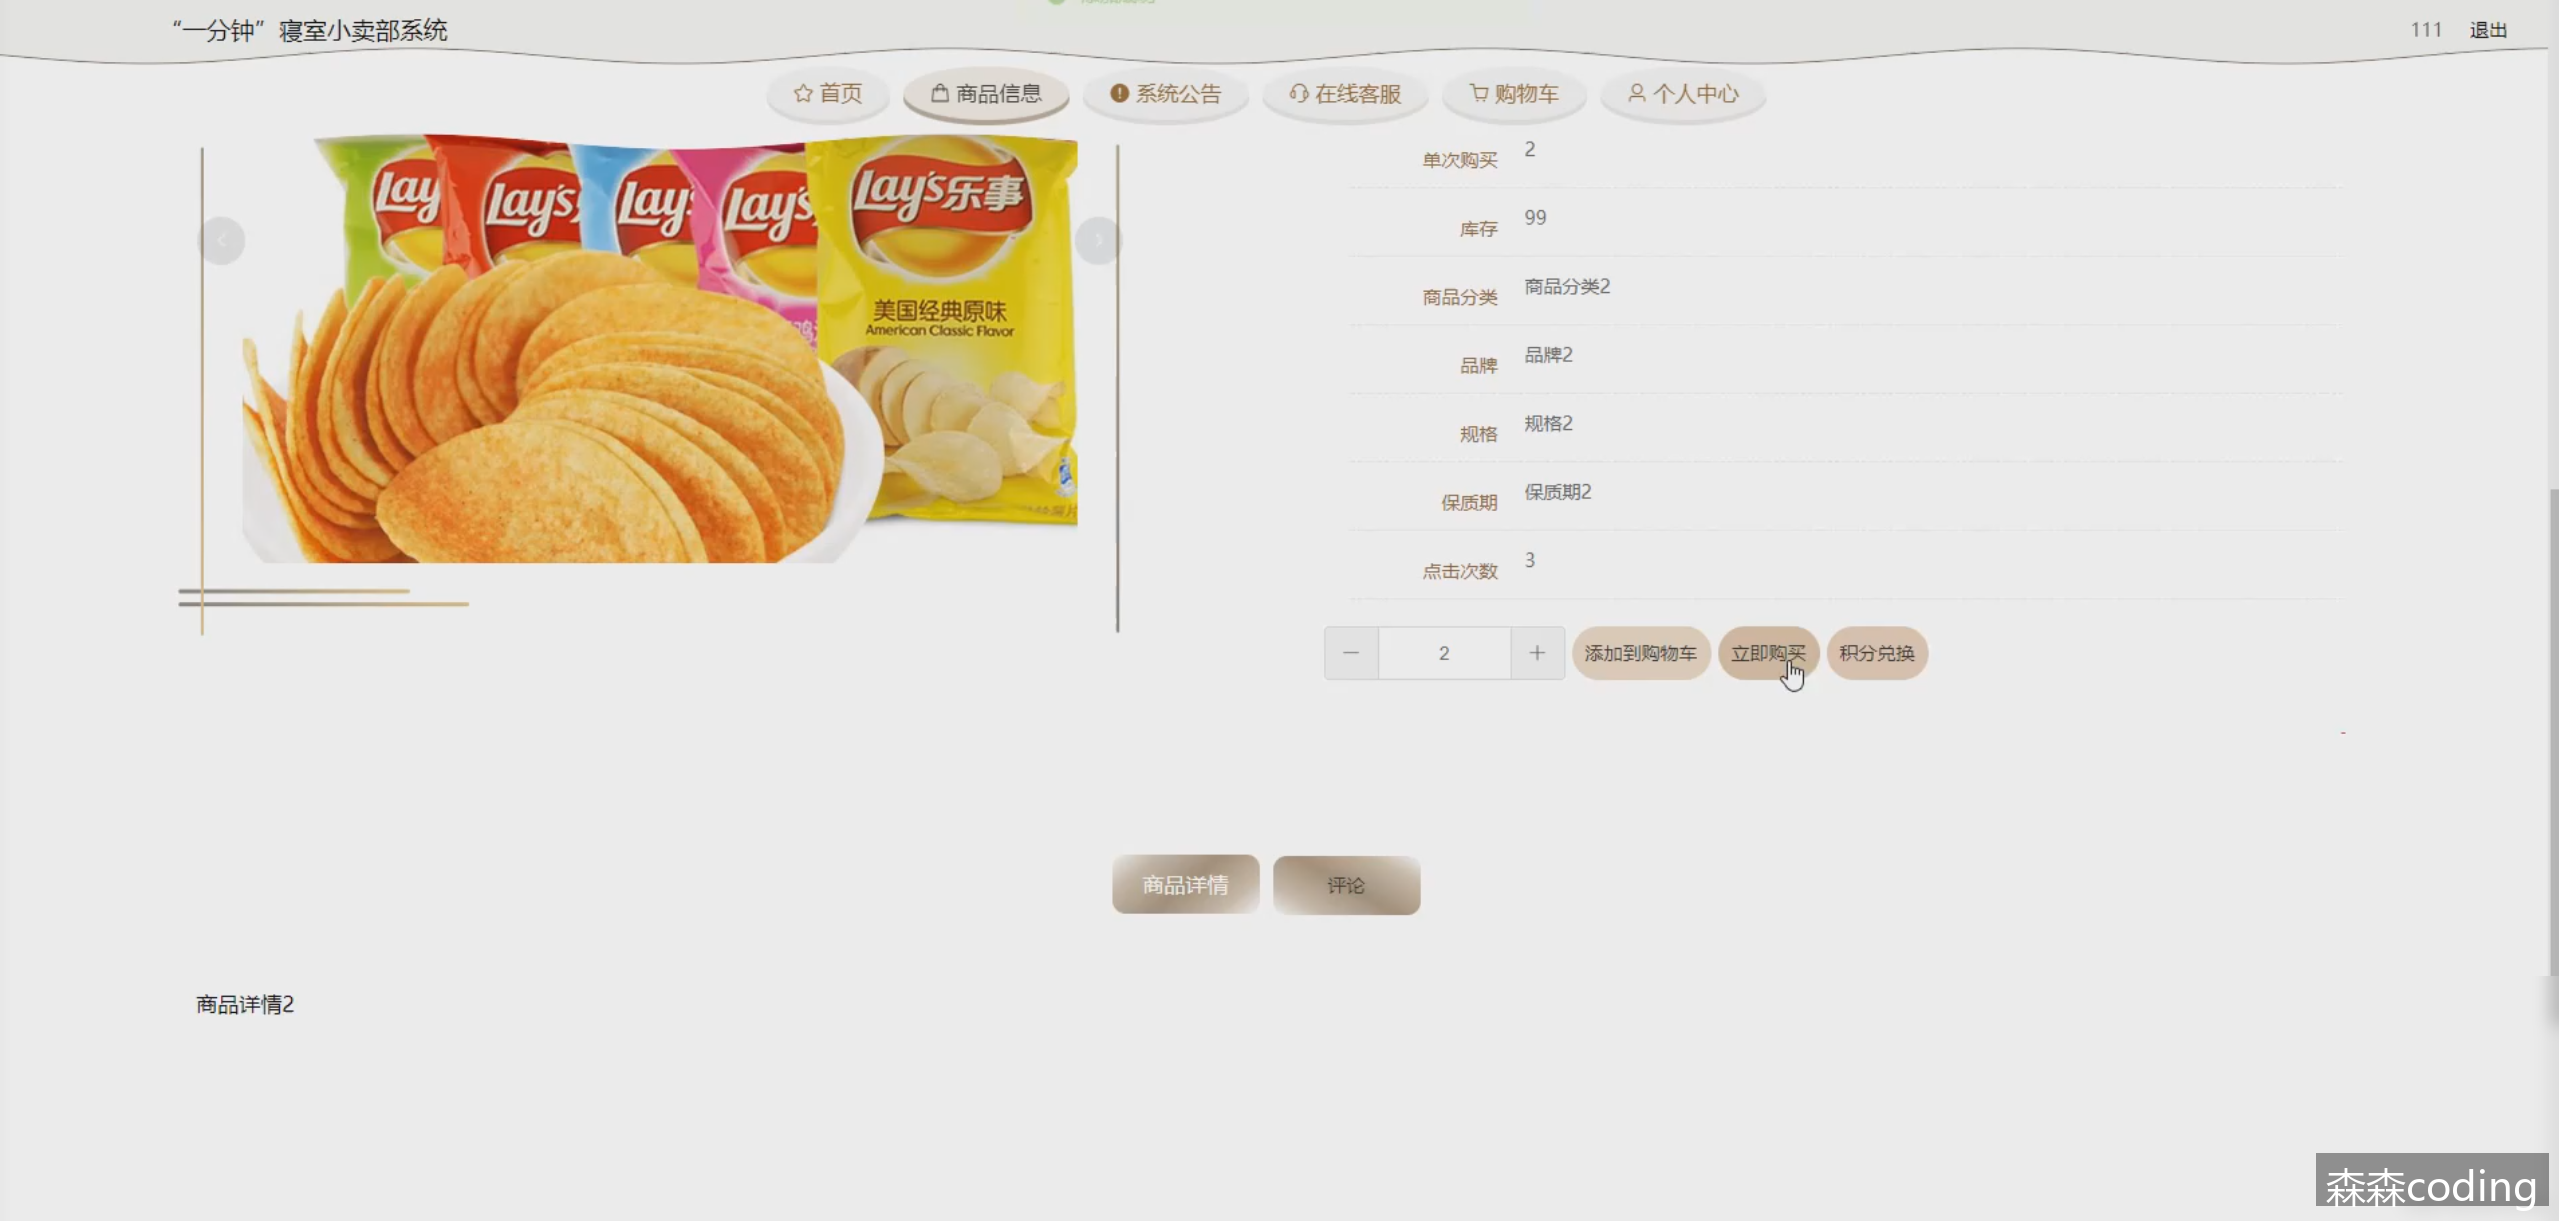 “一分钟”寝室小卖部系统
111 退出
首页 商品信息 系统公告 在线客服 购物车 个人中心
Lay's Lay's Lay's Lay's Lay's乐事
美国经典原味
American Classic Flavor
单次购买 2
库存 99
商品分类 商品分类2
品牌 品牌2
规格 规格2
保质期 保质期2
点击次数 3
2 添加到购物车 立即购买 积分兑换
商品详情 评论
商品详情2
森森coding